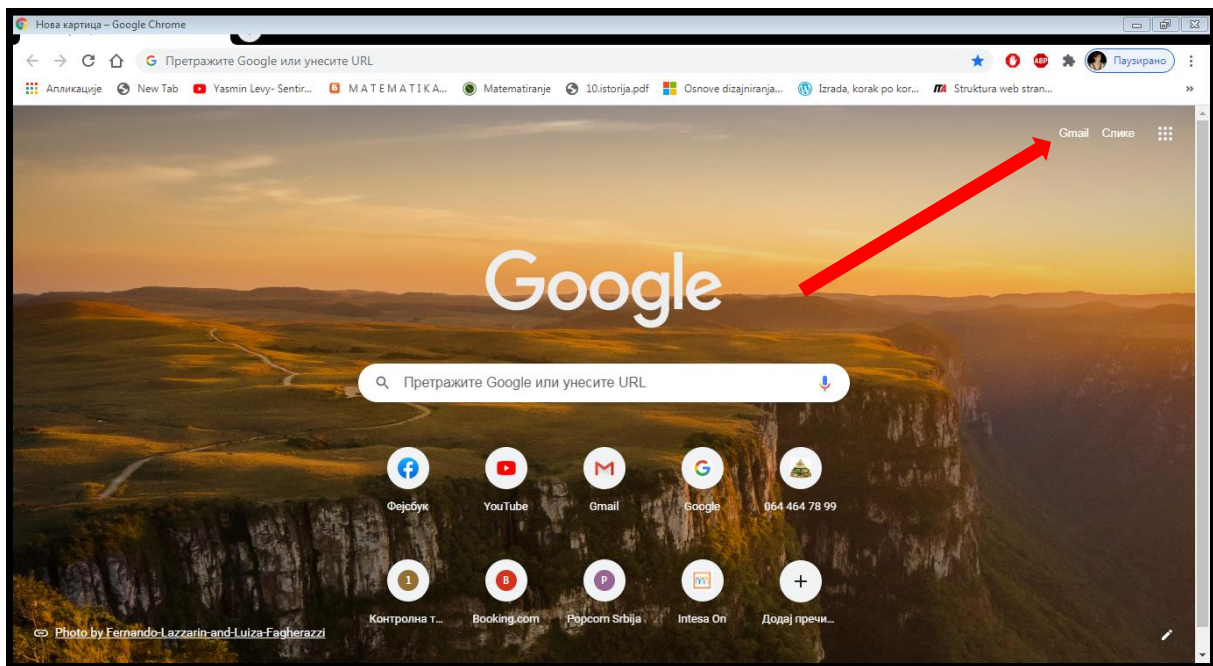 Нова картица – Google Chrome
Претражите Google или унесите URL
ABP
Паузирано
Апликације New Tab Yasmin Levy- Sentir... M A T E M A T I K A... Matematiranje 10.istorija.pdf Osnove dizajniranja... Izrada, korak po kor... ITA Struktura web stran... »
Gmail Слике
Google
Претражите Google или унесите URL
Фејсбук YouTube Gmail Google 064 464 78 99
1 B P
Контролна т... Booking.com Popcorn Srbija Intesa On Додај пречи...
Photo by Fernando-Lazzarin-and-Luiza-Fagherazzi